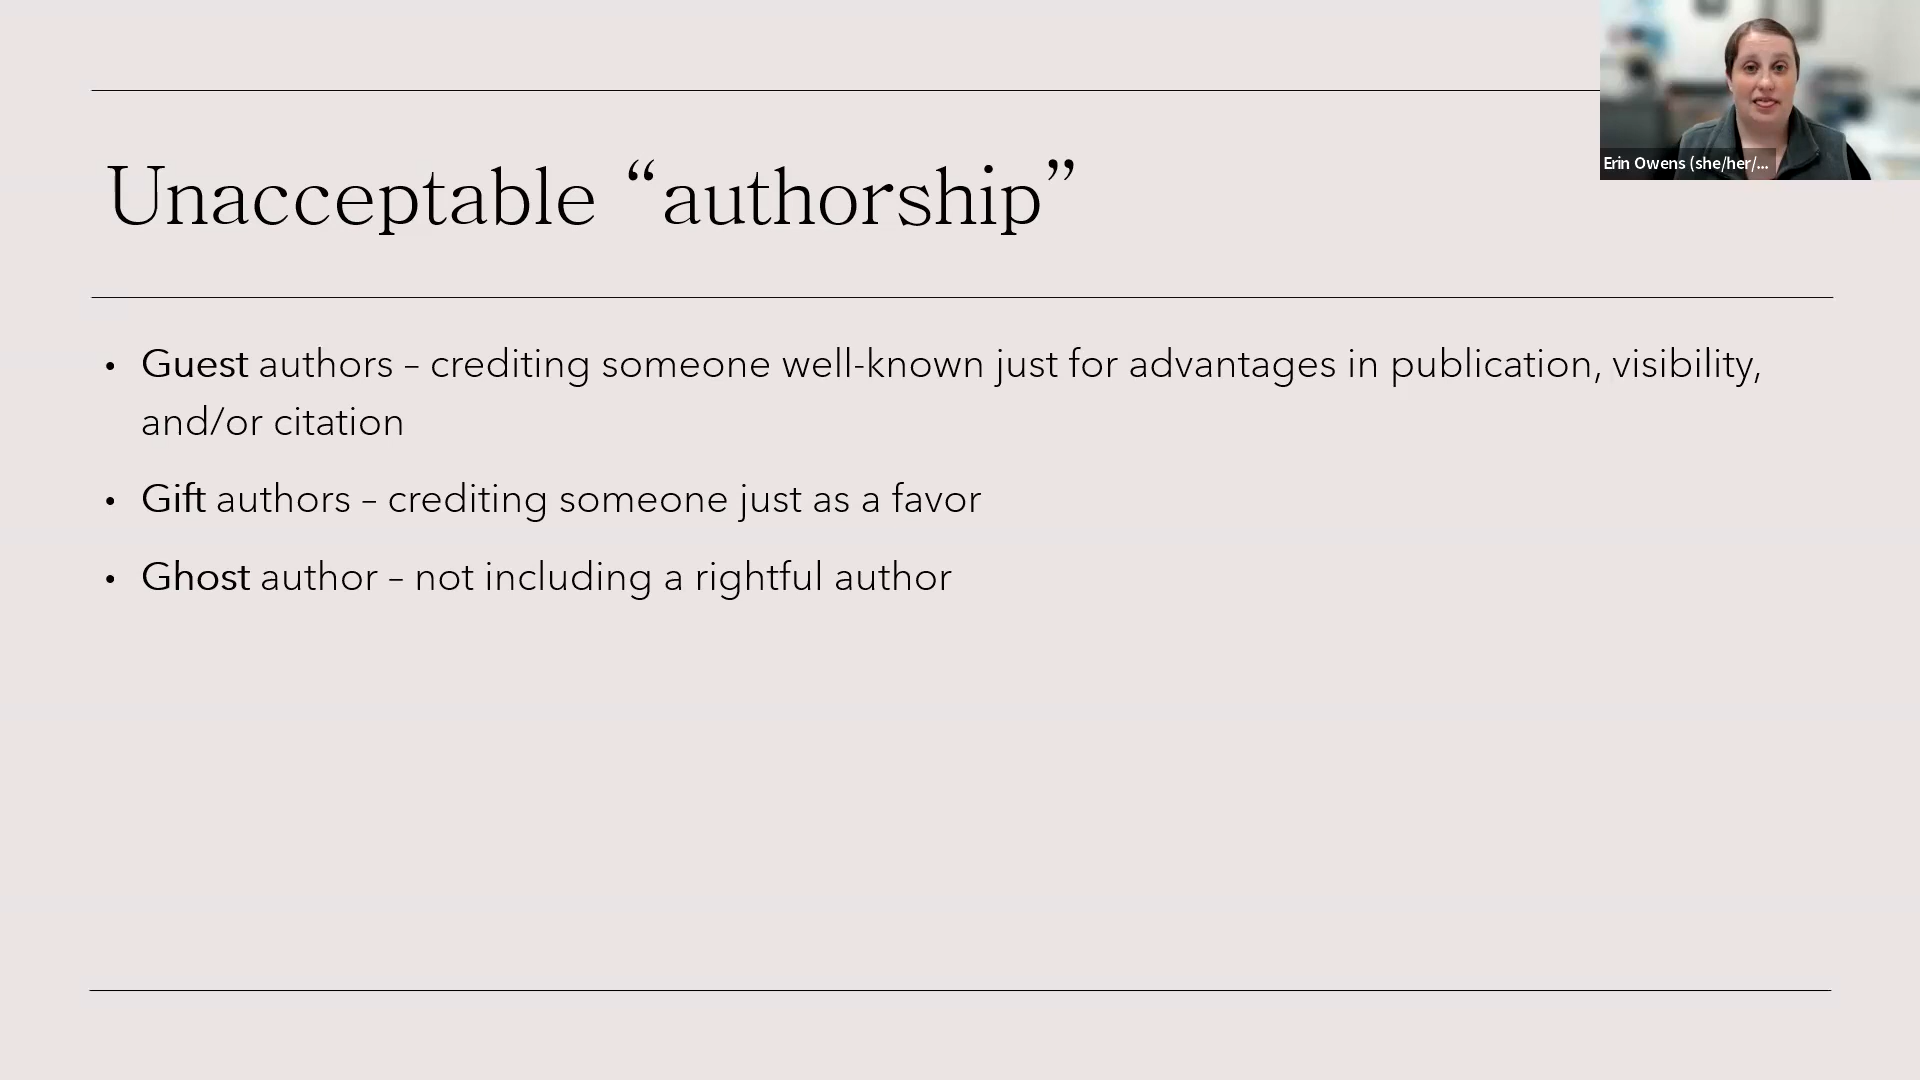 Unacceptable “authorship”
• Guest authors – crediting someone well-known just for advantages in publication, visibility,
and/or citation
• Gift authors – crediting someone just as a favor
• Ghost author – not including a rightful author
Erin Owens (she/her/...